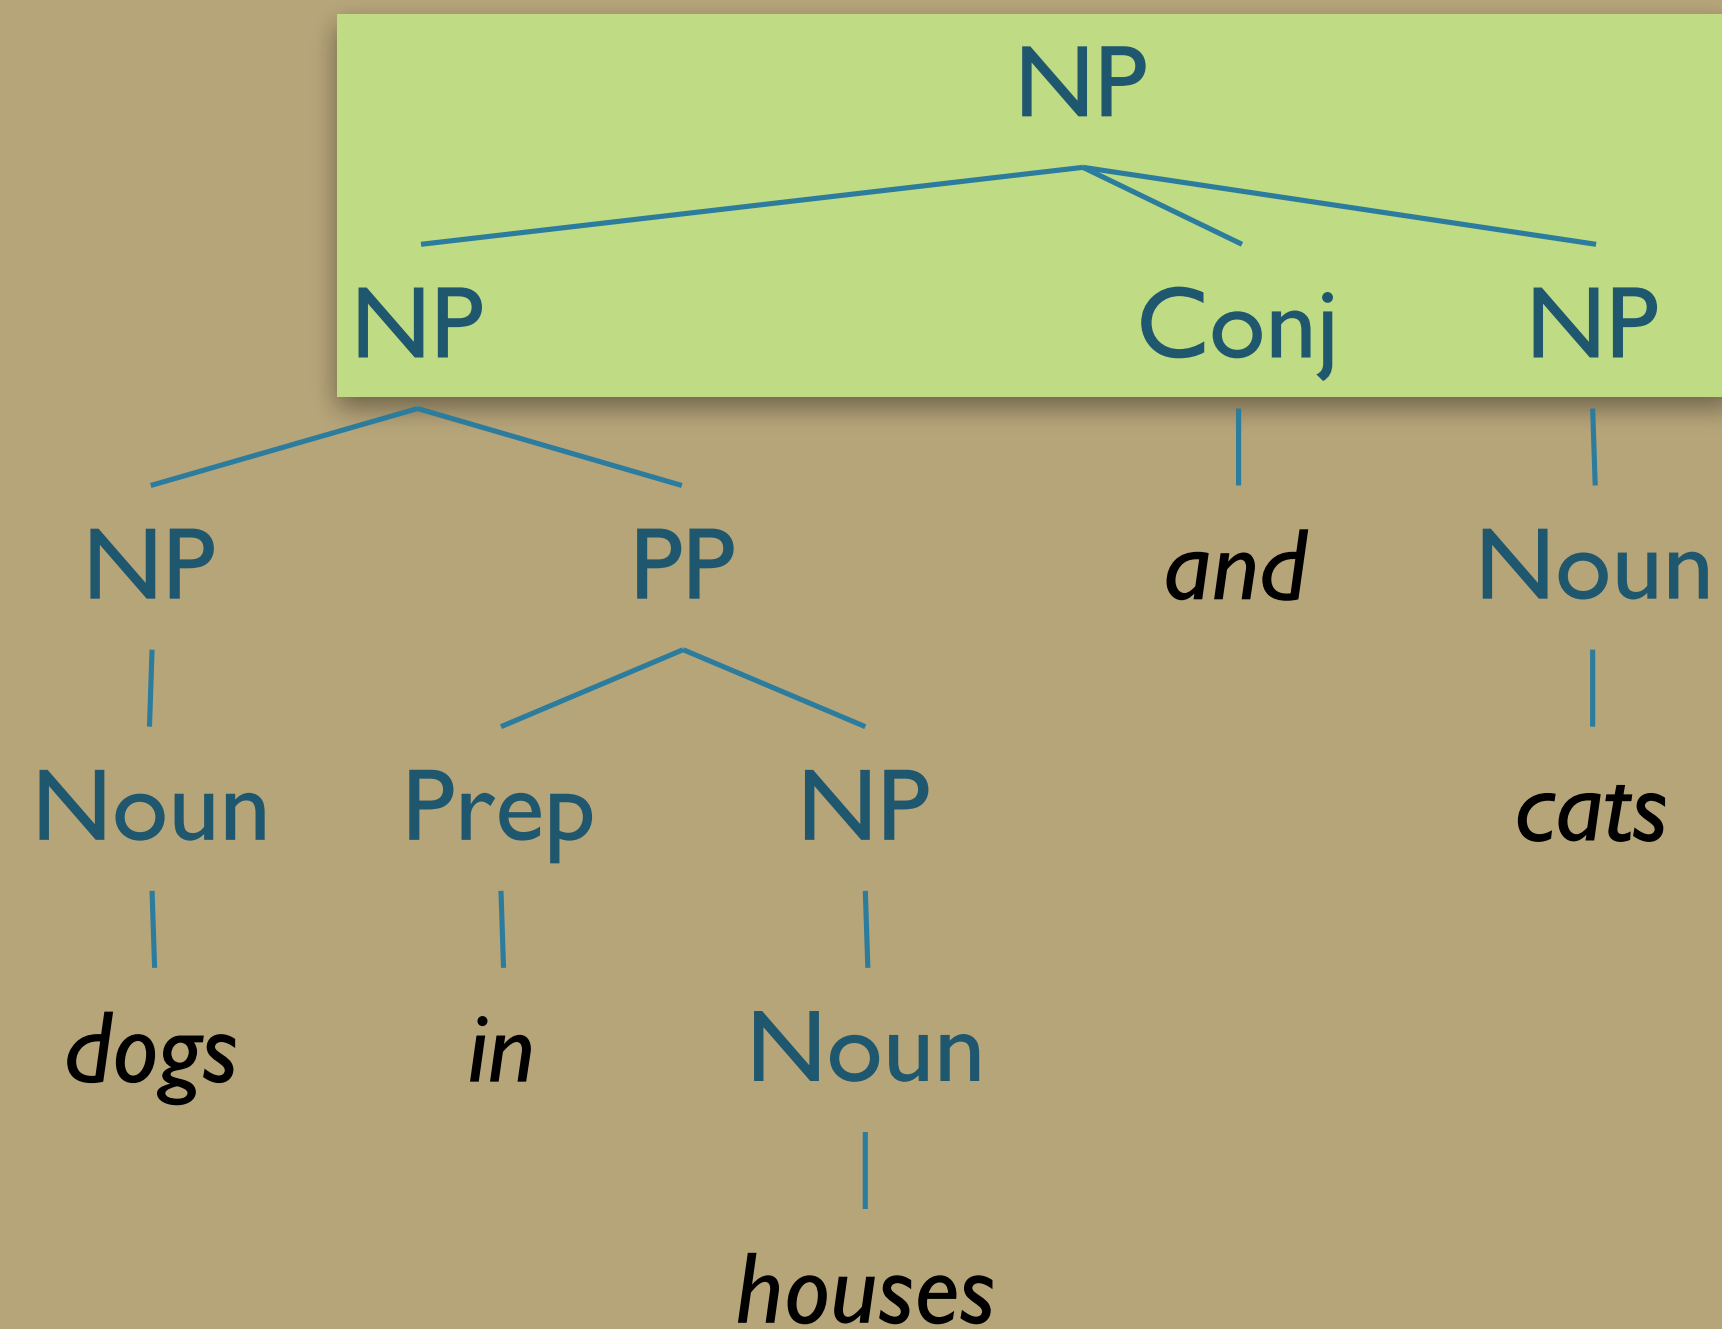 NP
NP Conj NP
NP PP and Noun
Noun Prep NP cats
dogs in Noun
houses